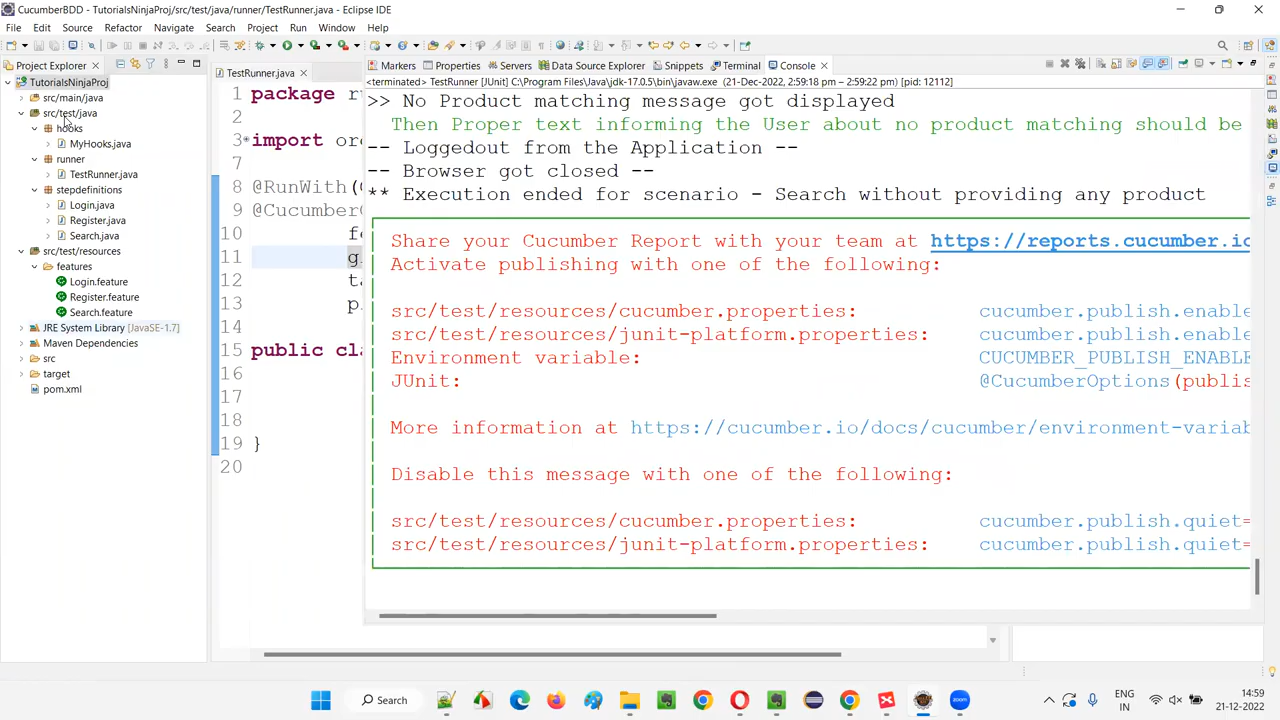 CucumberBDD - TutorialsNinjaProj/src/test/java/runner/TestRunner.java - Eclipse IDE
File Edit Source Refactor Navigate Search Project Run Window Help
Project Explorer
TutorialsNinjaProj
src/main/java
src/test/java
hooks
MyHooks.java
runner
TestRunner.java
stepdefinitions
Login.java
Register.java
Search.java
src/test/resources
features
Login.feature
Register.feature
Search.feature
JRE System Library [JavaSE-1.7]
Maven Dependencies
src
target
pom.xml
TestRunner.java
1 package r
2
3 import or
7
8 @RunWith(
9 @Cucumber
10 f
11 g
12 ta
13 p
14
15 public cl
16
17
18
19 }
20
Markers Properties Servers Data Source Explorer Snippets Terminal Console
<terminated> TestRunner [JUnit] C:\Program Files\Java\jdk-17.0.5\bin\javaw.exe (21-Dec-2022, 2:59:18 pm – 2:59:22 pm) [pid: 12112]
>> No Product matching message got displayed
Then Proper text informing the User about no product matching should be
-- Loggedout from the Application --
-- Browser got closed --
** Execution ended for scenario - Search without providing any product
Share your Cucumber Report with your team at https://reports.cucumber.io
Activate publishing with one of the following:
src/test/resources/cucumber.properties: cucumber.publish.enable
src/test/resources/junit-platform.properties: cucumber.publish.enable
Environment variable: CUCUMBER_PUBLISH_ENABLE
JUnit: @CucumberOptions(publis
More information at https://cucumber.io/docs/cucumber/environment-variab
Disable this message with one of the following:
src/test/resources/cucumber.properties: cucumber.publish.quiet=
src/test/resources/junit-platform.properties: cucumber.publish.quiet=
Search
ENG
IN
14:59
21-12-2022